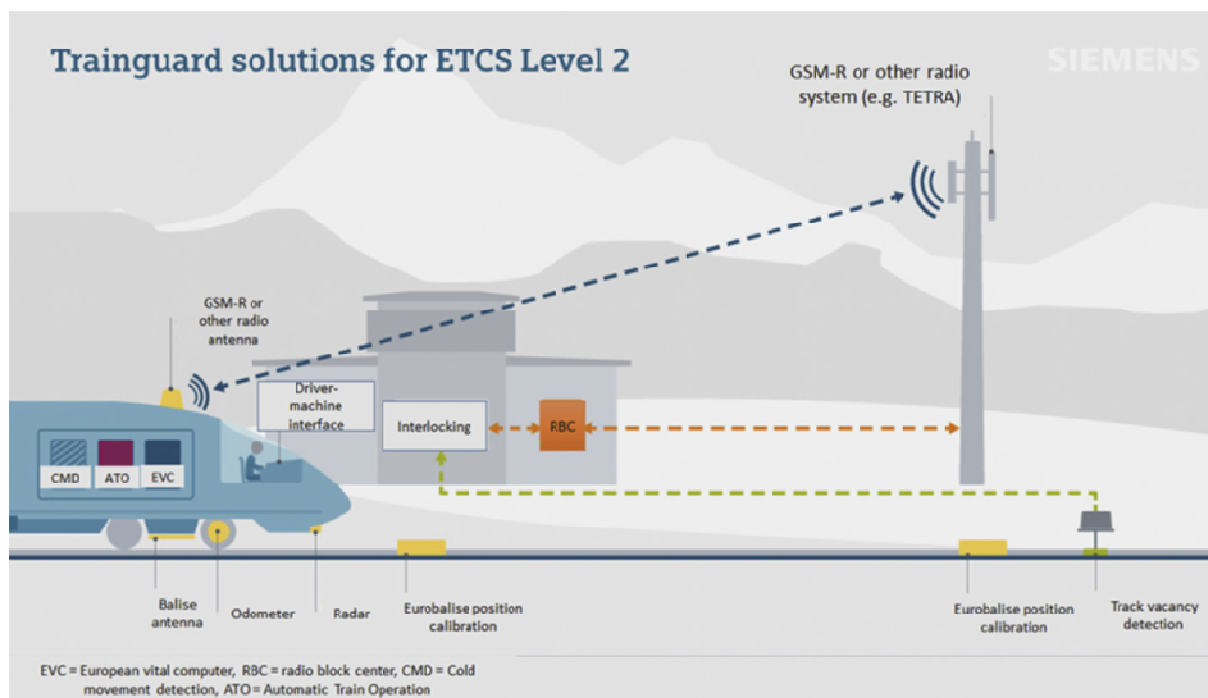 Trainguard solutions for ETCS Level 2
SIEMENS
GSM-R or other radio
system (e.g. TETRA)
GSM-R or
other radio
antenna
Driver-
machine
interface
Interlocking
RBC
CMD
ATO
EVC
Balise
antenna
Odometer
Radar
Eurobalise position
calibration
Eurobalise position
calibration
Track vacancy
detection
EVC = European vital computer, RBC = radio block center, CMD = Cold
movement detection, ATO = Automatic Train Operation